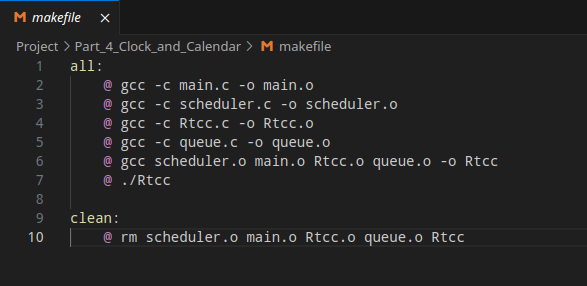 makefile ×
Project > Part_4_Clock_and_Calendar > makefile
1 all:
2 @ gcc -c main.c -o main.o
3 @ gcc -c scheduler.c -o scheduler.o
4 @ gcc -c Rtcc.c -o Rtcc.o
5 @ gcc -c queue.c -o queue.o
6 @ gcc scheduler.o main.o Rtcc.o queue.o -o Rtcc
7 @ ./Rtcc
8
9 clean:
10 @ rm scheduler.o main.o Rtcc.o queue.o Rtcc